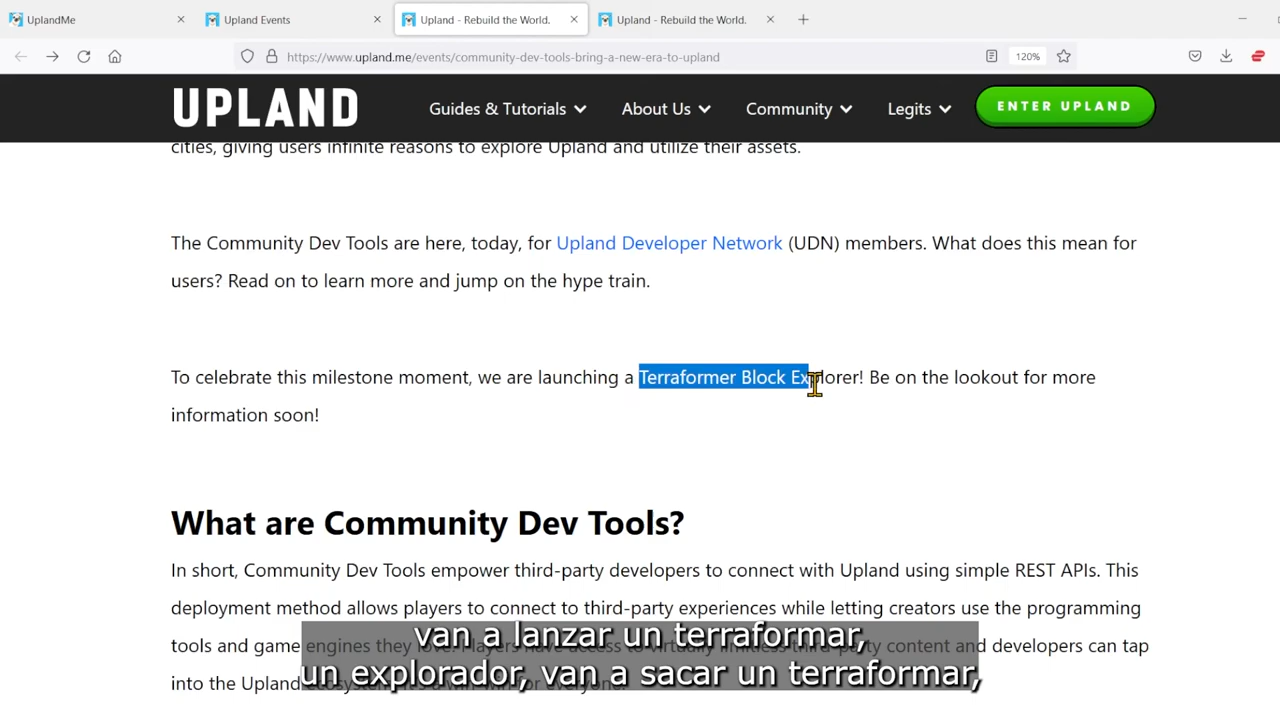 UplandMe
Upland Events
Upland - Rebuild the World.
Upland - Rebuild the World.
https://www.upland.me/events/community-dev-tools-bring-a-new-era-to-upland
120%
UPLAND
Guides & Tutorials
About Us
Community
Legits
ENTER UPLAND
cities, giving users infinite reasons to explore Upland and utilize their assets.
The Community Dev Tools are here, today, for Upland Developer Network (UDN) members. What does this mean for
users? Read on to learn more and jump on the hype train.
To celebrate this milestone moment, we are launching a Terraformer Block Explorer! Be on the lookout for more
information soon!
What are Community Dev Tools?
In short, Community Dev Tools empower third-party developers to connect with Upland using simple REST APIs. This
deployment method allows players to connect to third-party experiences while letting creators use the programming
tools and game engines they love. Players have access to virtually limitless third-party content and developers can tap
into the Upland ecosystem. It's a win-win for everyone.
van a lanzar un terraformar,
un explorador, van a sacar un terraformar,